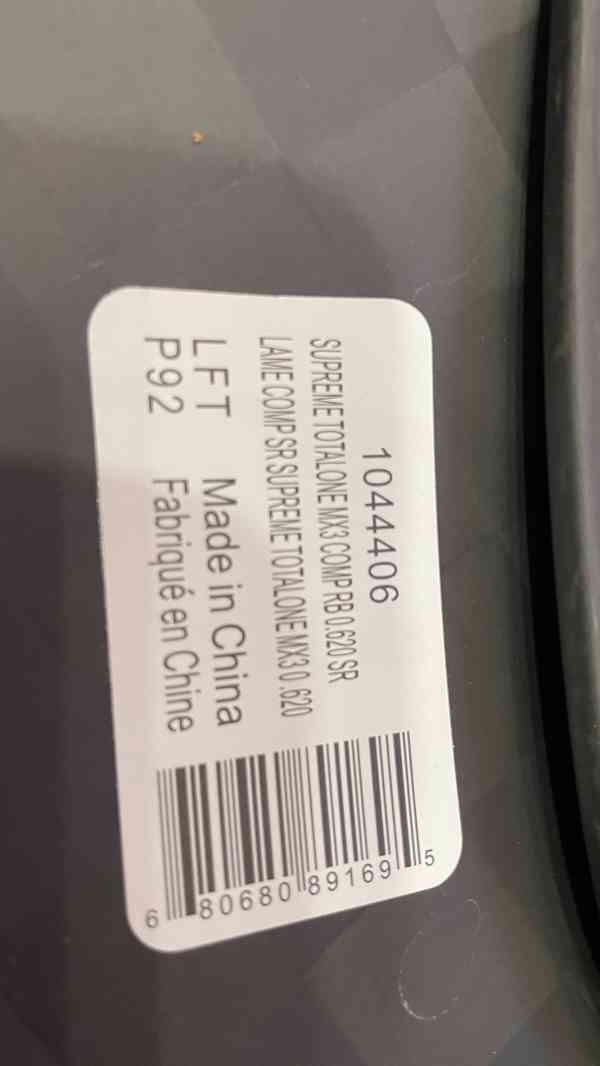 1044406
SUPREME TOTALONE MX3 COMP RB 0.620 SR
LAME COMP SR SUPREME TOTALONE MX3 0.620
LFT Made in China
P92 Fabriqué en Chine
6 80680 89169 5